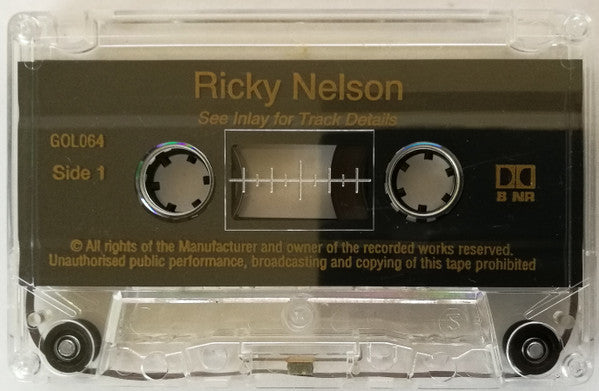 Ricky Nelson
See Inlay for Track Details
GOL064
Side 1
B NR
© All rights of the Manufacturer and owner of the recorded works reserved.
Unauthorised public performance, broadcasting and copying of this tape prohibited